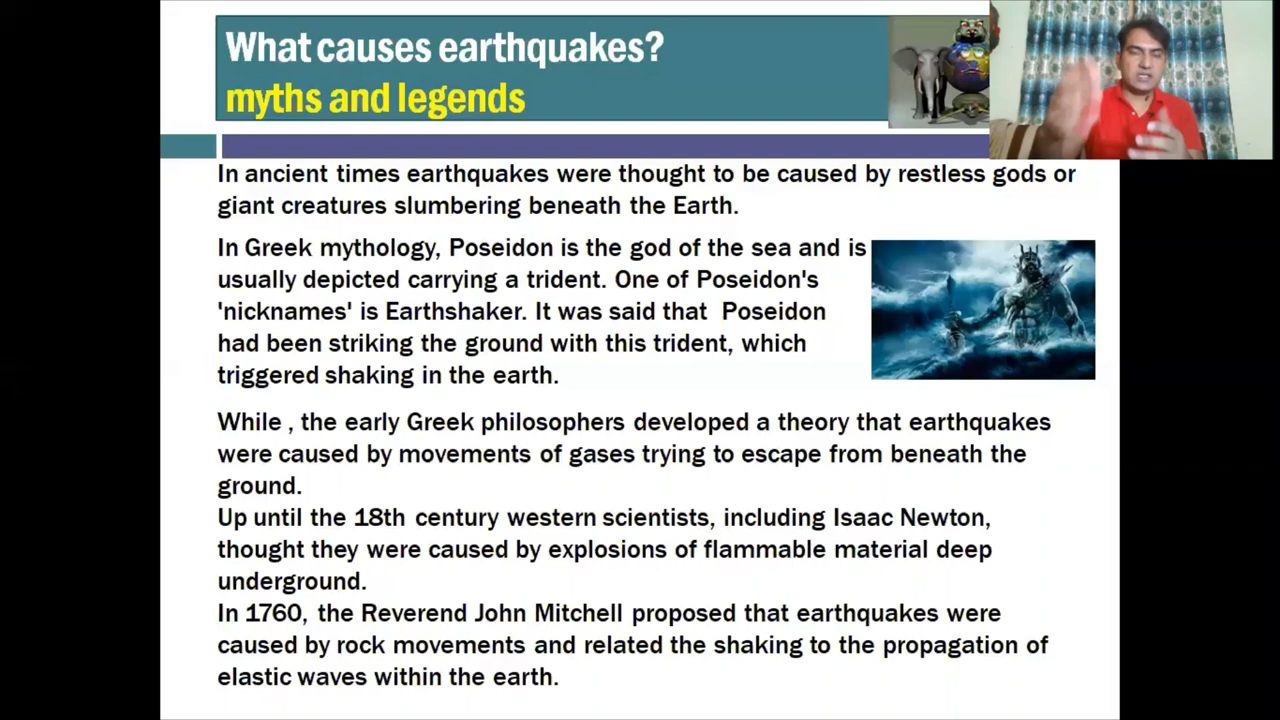 What causes earthquakes?
myths and legends
In ancient times earthquakes were thought to be caused by restless gods or
giant creatures slumbering beneath the Earth.
In Greek mythology, Poseidon is the god of the sea and is
usually depicted carrying a trident. One of Poseidon's
'nicknames' is Earthshaker. It was said that  Poseidon
had been striking the ground with this trident, which
triggered shaking in the earth.
While , the early Greek philosophers developed a theory that earthquakes
were caused by movements of gases trying to escape from beneath the
ground.
Up until the 18th century western scientists, including Isaac Newton,
thought they were caused by explosions of flammable material deep
underground.
In 1760, the Reverend John Mitchell proposed that earthquakes were
caused by rock movements and related the shaking to the propagation of
elastic waves within the earth.